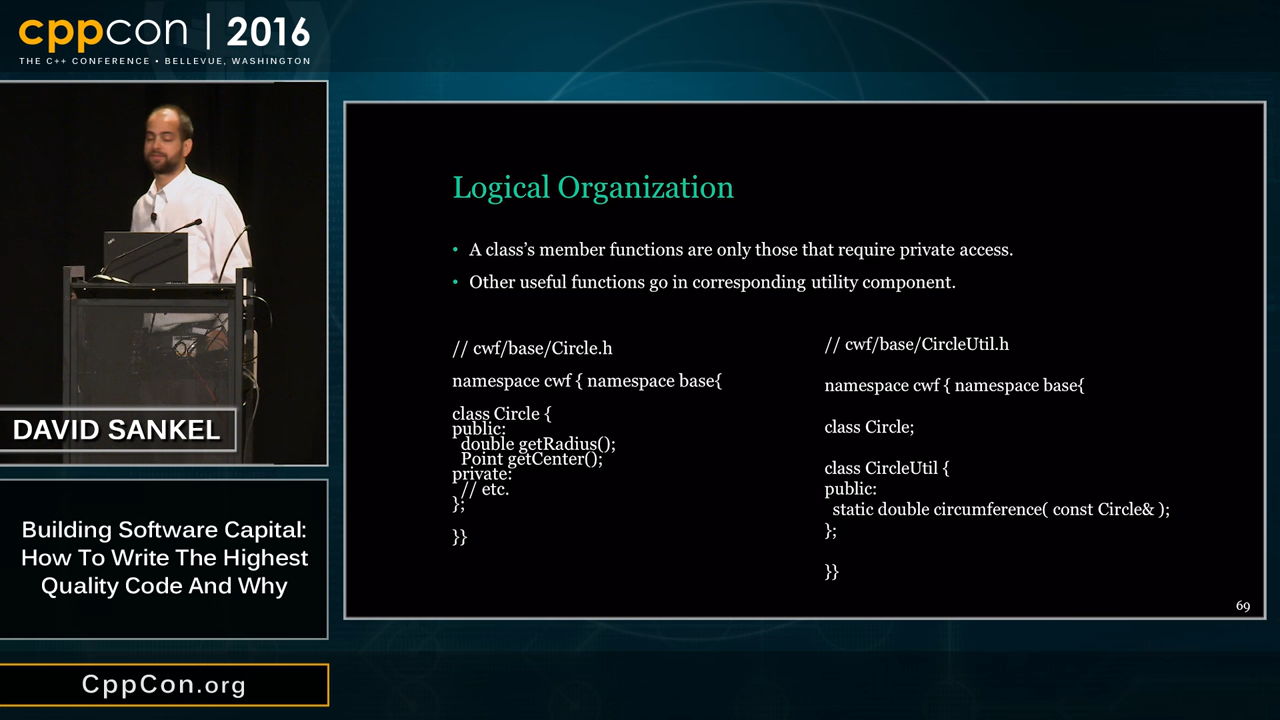 cppcon | 2016
THE C++ CONFERENCE • BELLEVUE, WASHINGTON
DAVID SANKEL
Building Software Capital:
How To Write The Highest
Quality Code And Why
CppCon.org
Logical Organization
• A class’s member functions are only those that require private access.
• Other useful functions go in corresponding utility component.
// cwf/base/Circle.h
namespace cwf { namespace base{
class Circle {
public:
double getRadius();
Point getCenter();
private:
// etc.
};
}}
// cwf/base/CircleUtil.h
namespace cwf { namespace base{
class Circle;
class CircleUtil {
public:
static double circumference( const Circle& );
};
}}
69